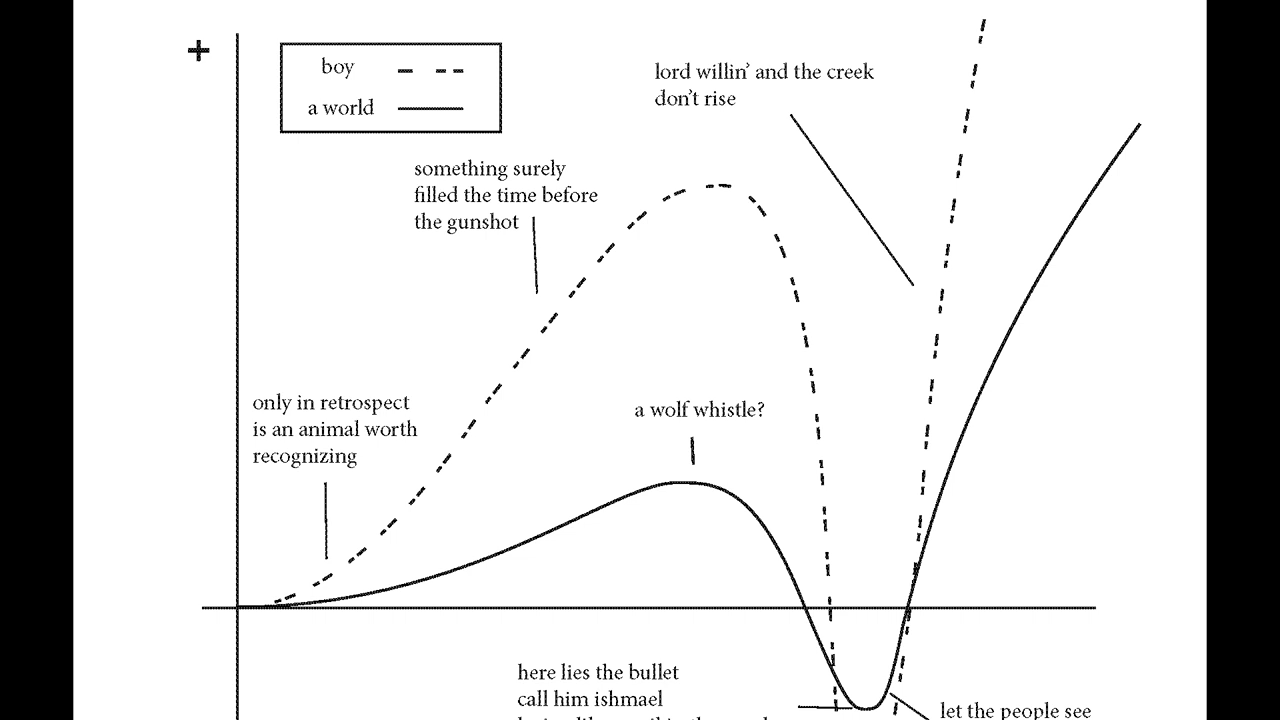 +
boy
a world
lord willin’ and the creek
don’t rise
something surely
filled the time before
the gunshot
only in retrospect
is an animal worth
recognizing
a wolf whistle?
here lies the bullet
call him ishmael
let the people see